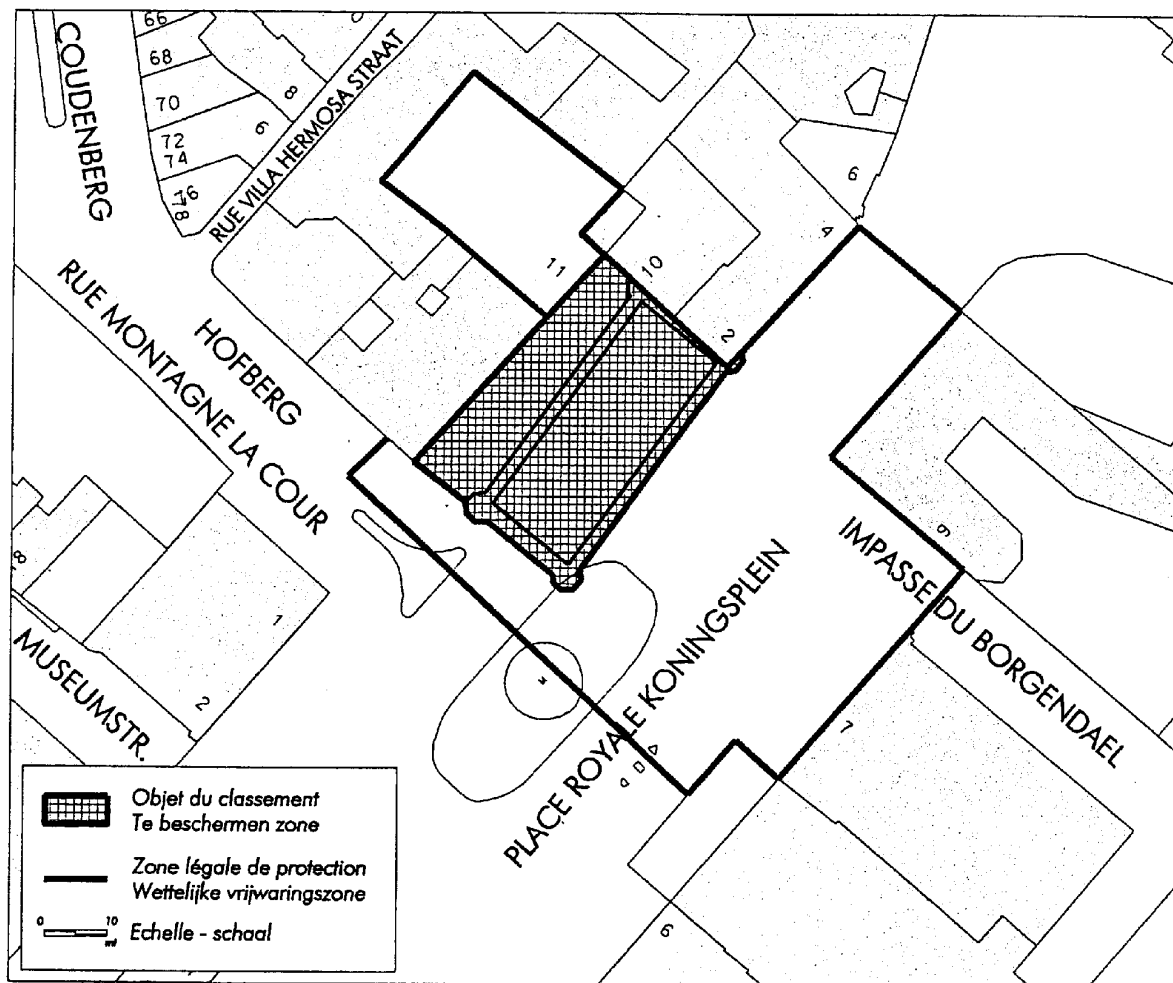 66
68
70
72
74
76
78
8
6
COUDENBERG
RUE VILLA HERMOSA STRAAT
RUE MONTAGNE LA COUR
HOFBERG
11
10
2
4
6
9
IMPASSE DU BORGENDAEL
PLACE ROYALE KONINGSPLEIN
7
6
8
1
2
MUSEUMSTR.
Objet du classement
Te beschermen zone
Zone légale de protection
Wettelijke vrijwaringszone
0 10
mt
Echelle - schaal